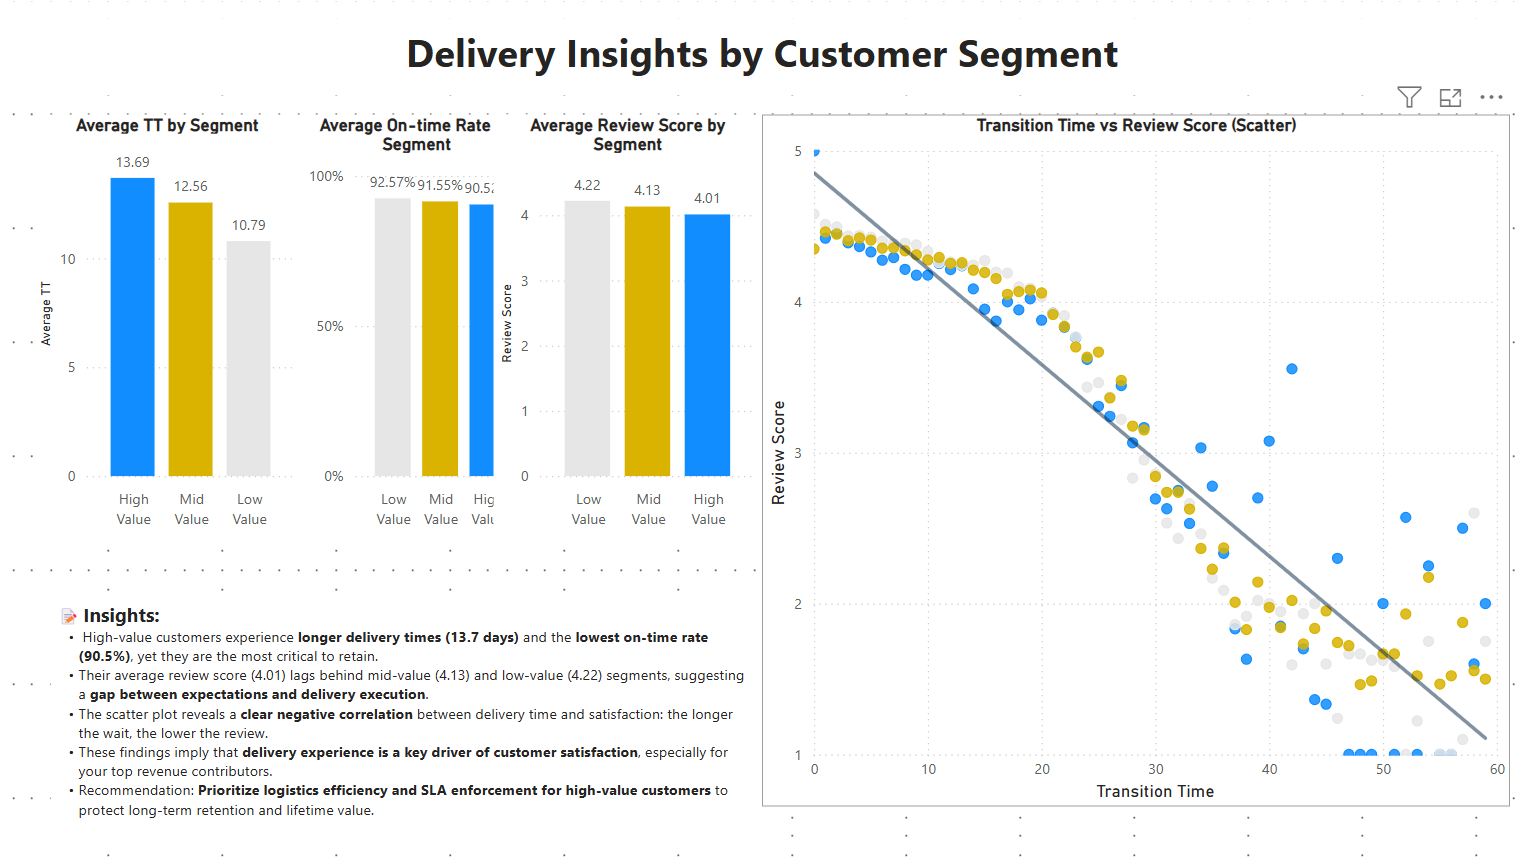 Delivery Insights by Customer Segment
Average TT by Segment
13.69
12.56
10.79
10
5
0
Average TT
High
Value
Mid
Value
Low
Value
Average On-time Rate
Segment
100%
50%
0%
92.57%
91.55%
90.52
Low
Value
Mid
Value
Hig
Valu
Average Review Score by
Segment
4.22
4.13
4.01
4
3
2
1
0
Review Score
Low
Value
Mid
Value
High
Value
Transition Time vs Review Score (Scatter)
5
4
3
2
1
Review Score
0
10
20
30
40
50
60
Transition Time
📝 Insights:
• High-value customers experience longer delivery times (13.7 days) and the lowest on-time rate
(90.5%), yet they are the most critical to retain.
• Their average review score (4.01) lags behind mid-value (4.13) and low-value (4.22) segments, suggesting
a gap between expectations and delivery execution.
• The scatter plot reveals a clear negative correlation between delivery time and satisfaction: the longer
the wait, the lower the review.
• These findings imply that delivery experience is a key driver of customer satisfaction, especially for
your top revenue contributors.
• Recommendation: Prioritize logistics efficiency and SLA enforcement for high-value customers to
protect long-term retention and lifetime value.